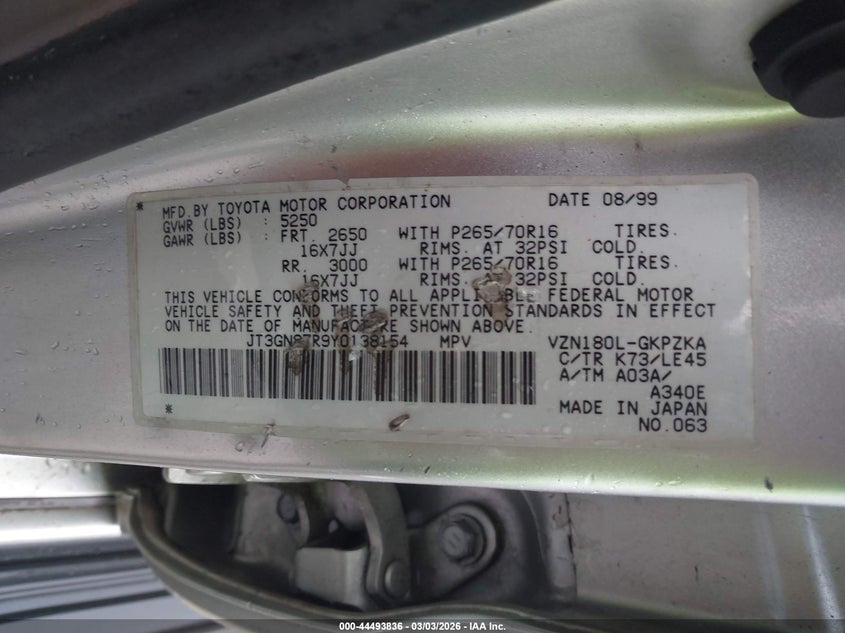 * MFD.BY TOYOTA MOTOR CORPORATION DATE 08/99
GVWR (LBS) : 5250
GAWR (LBS) : FRT. 2650 WITH P265/70R16 TIRES.
16X7JJ RIMS. AT 32PSI COLD.
RR. 3000 WITH P265/70R16 TIRES.
16X7JJ RIMS. AT 32PSI COLD.
THIS VEHICLE CONFORMS TO ALL APPLICABLE FEDERAL MOTOR
VEHICLE SAFETY AND THEFT PREVENTION STANDARDS IN EFFECT
ON THE DATE OF MANUFACTURE SHOWN ABOVE.
JT3GN87R9Y0138154 MPV VZN180L-GKPZKA
C/TR K73/LE45
A/TM A03A/
A340E
* MADE IN JAPAN
NO.063
000-44493836 - 03/03/2026 - IAA Inc.